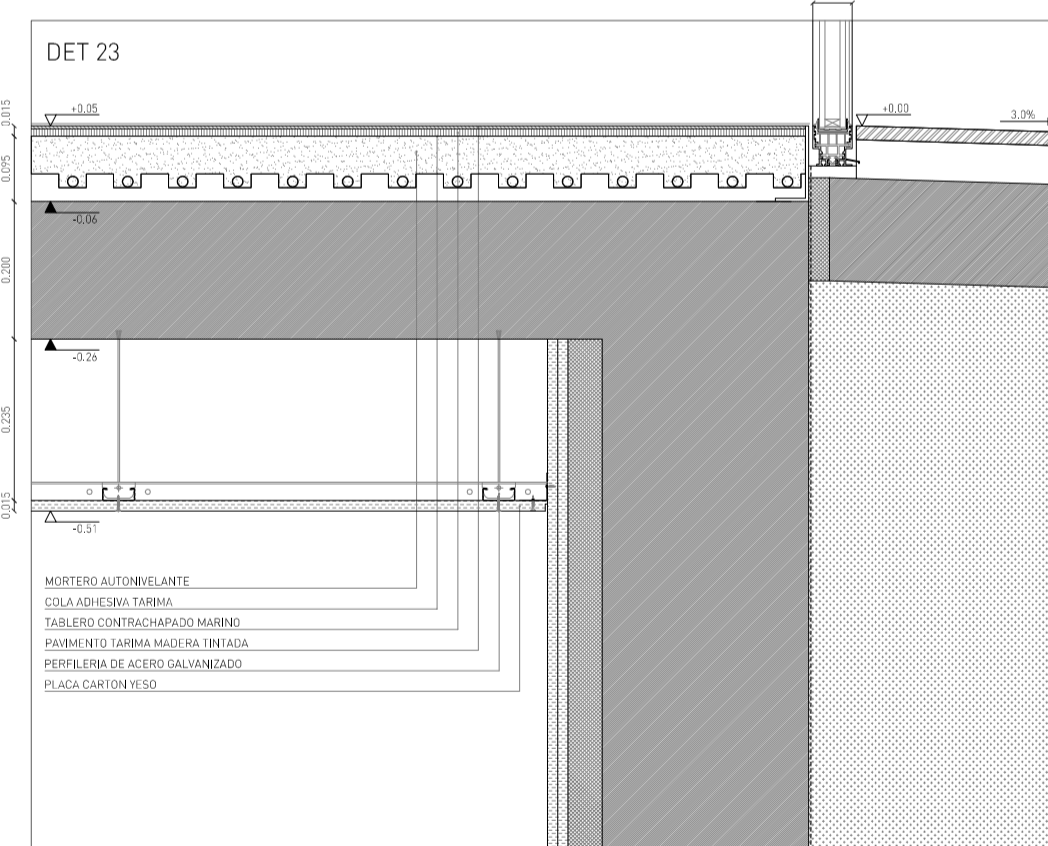 DET 23
+0.05
+0.00
3.0%
0.015
0.095
-0.06
0.200
-0.26
0.235
0.015
-0.51
MORTERO AUTONIVELANTE
COLA ADHESIVA TARIMA
TABLERO CONTRACHAPADO MARINO
PAVIMENTO TARIMA MADERA TINTADA
PERFILERIA DE ACERO GALVANIZADO
PLACA CARTON YESO